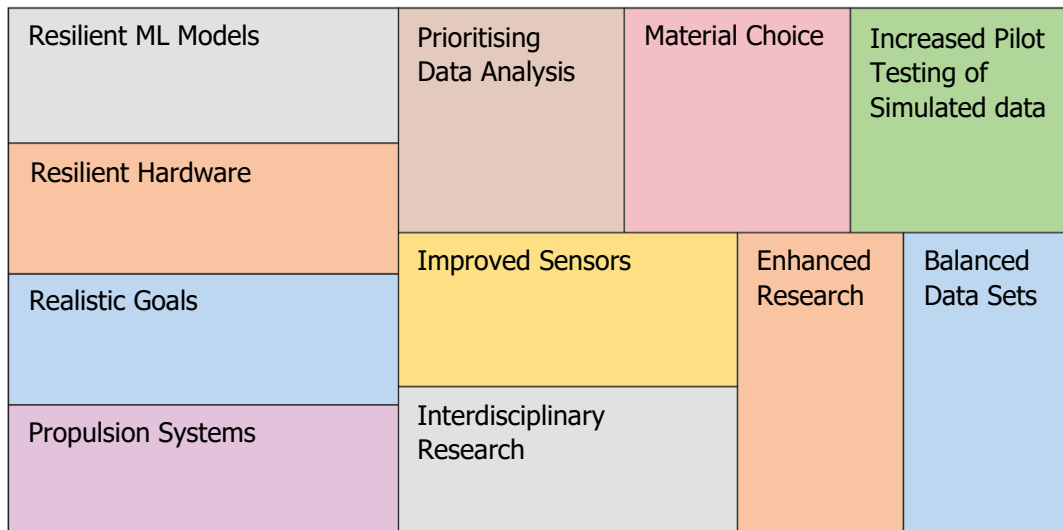 Resilient ML Models
Resilient Hardware
Realistic Goals
Propulsion Systems
Prioritising
Data Analysis
Material Choice
Increased Pilot
Testing of
Simulated data
Improved Sensors
Interdisciplinary
Research
Enhanced
Research
Balanced
Data Sets